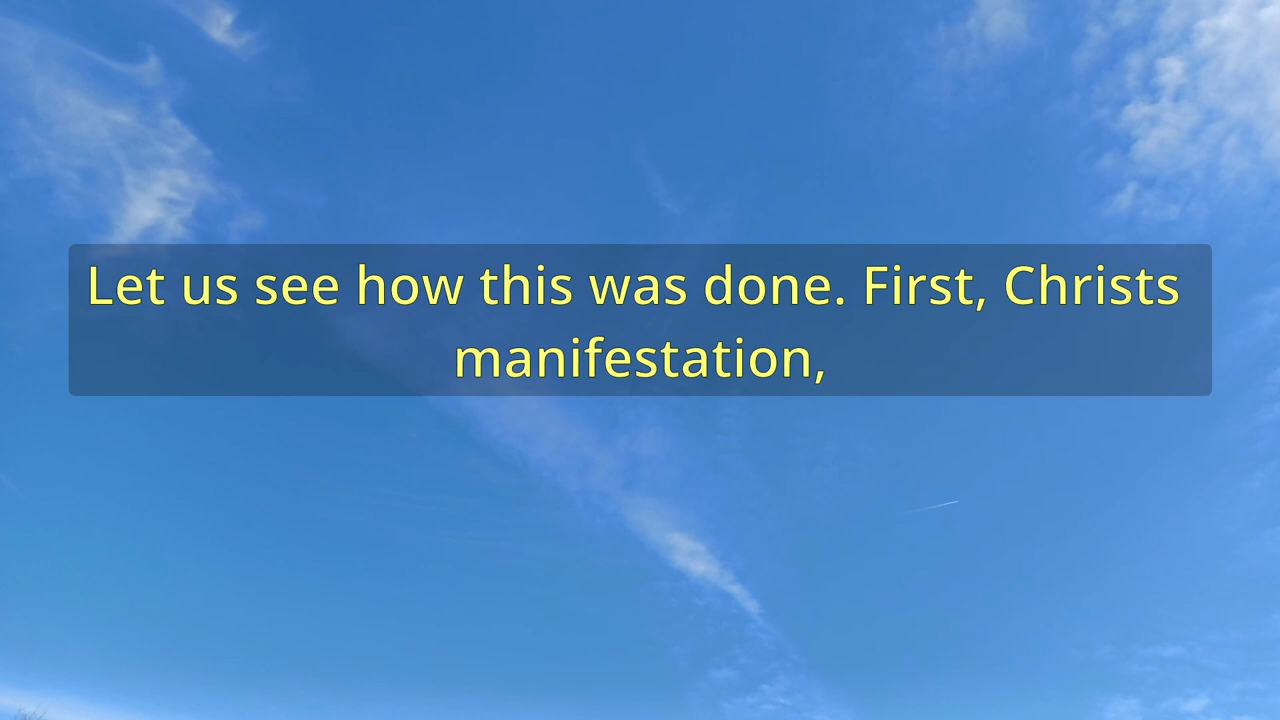 Let us see how this was done. First, Christs
manifestation,